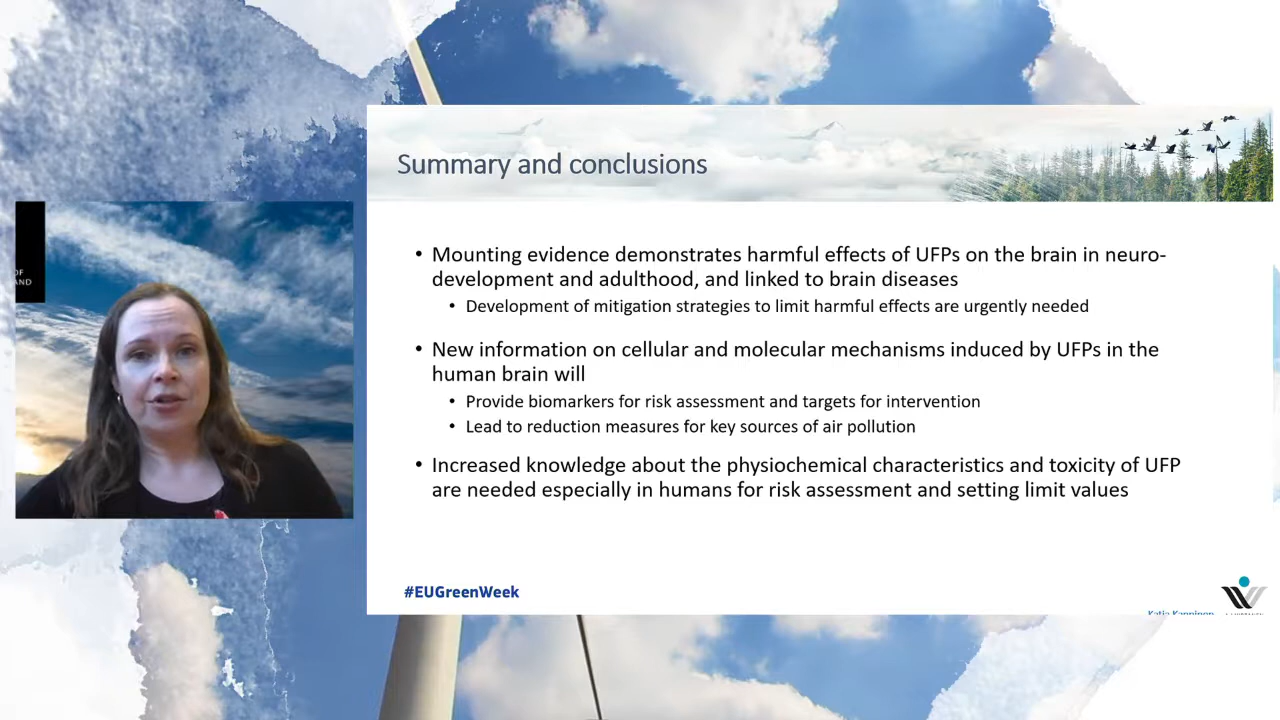 Summary and conclusions
OF
AND
• Mounting evidence demonstrates harmful effects of UFPs on the brain in neuro-
development and adulthood, and linked to brain diseases
• Development of mitigation strategies to limit harmful effects are urgently needed
• New information on cellular and molecular mechanisms induced by UFPs in the
human brain will
• Provide biomarkers for risk assessment and targets for intervention
• Lead to reduction measures for key sources of air pollution
• Increased knowledge about the physiochemical characteristics and toxicity of UFP
are needed especially in humans for risk assessment and setting limit values
#EUGreenWeek